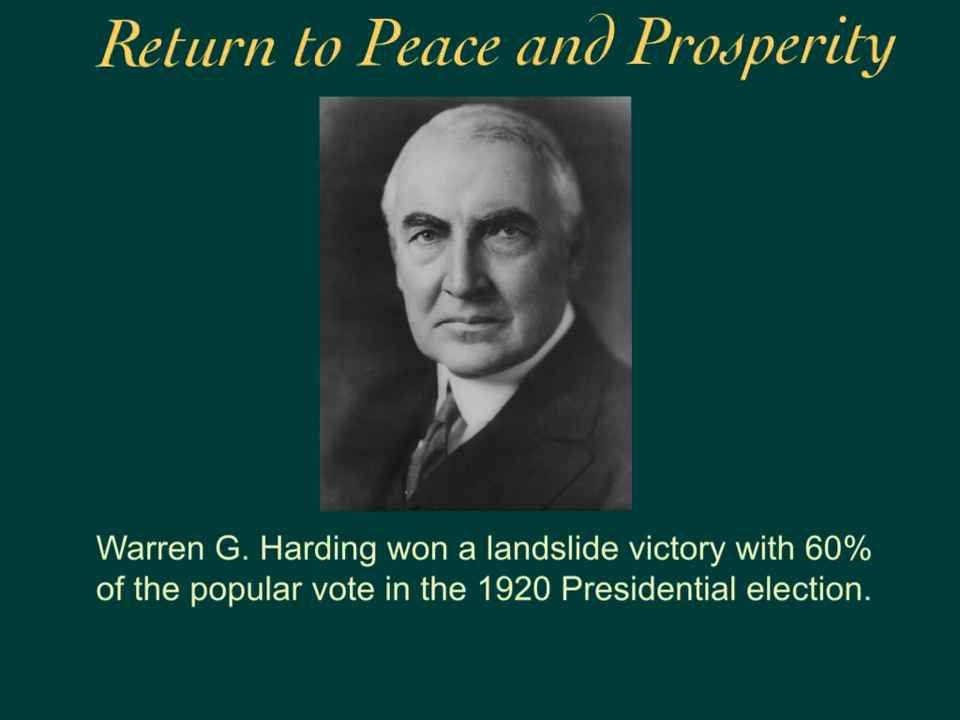 Return to Peace and Prosperity
Warren G. Harding won a landslide victory with 60%
of the popular vote in the 1920 Presidential election.